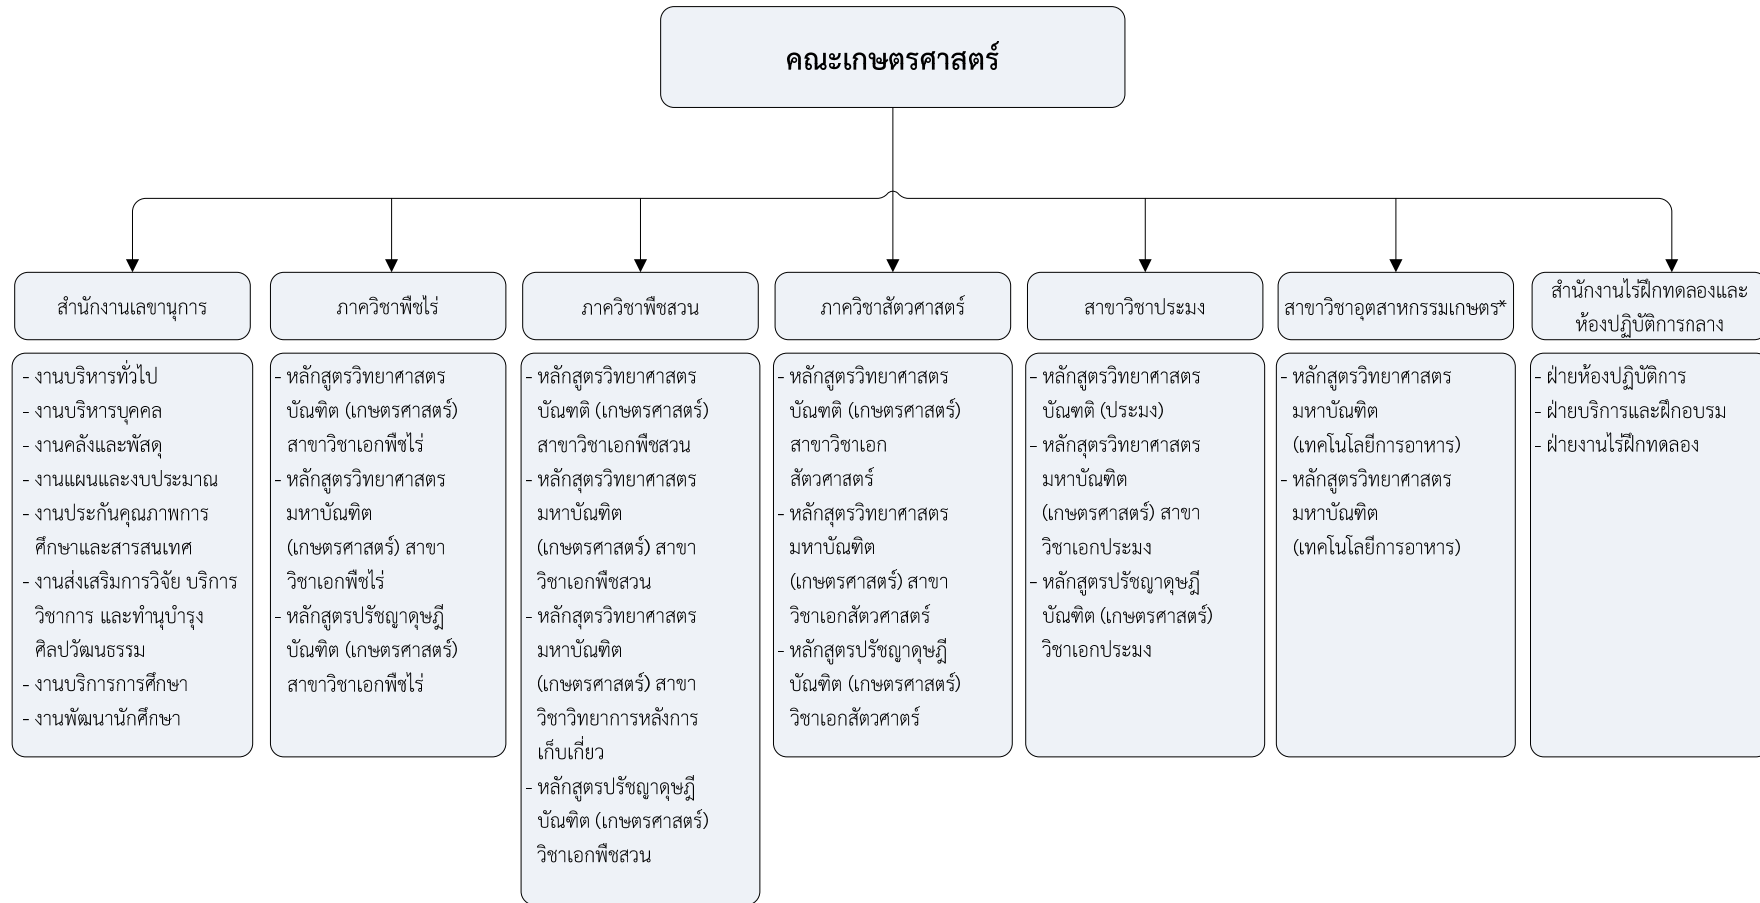 คณะเกษตรศาสตร์
สำนักงานเลขานุการ
- งานบริหารทั่วไป
- งานบริหารบุคคล
- งานคลังและพัสดุ
- งานแผนและงบประมาณ
- งานประกันคุณภาพการ
ศึกษาและสารสนเทศ
- งานส่งเสริมการวิจัย บริการ
วิชาการ และทำนุบำรุง
ศิลปวัฒนธรรม
- งานบริการการศึกษา
- งานพัฒนานักศึกษา
ภาควิชาพืชไร่
- หลักสูตรวิทยาศาสตร
บัณฑิต (เกษตรศาสตร์)
สาขาวิชาเอกพืชไร่
- หลักสูตรวิทยาศาสตร
มหาบัณฑิต
(เกษตรศาสตร์) สาขา
วิชาเอกพืชไร่
- หลักสูตรปรัชญาดุษฎี
บัณฑิต (เกษตรศาสตร์)
สาขาวิชาเอกพืชไร่
ภาควิชาพืชสวน
- หลักสูตรวิทยาศาสตร
บัณฑติ (เกษตรศาสตร์)
สาขาวิชาเอกพืชสวน
- หลักสุตรวิทยาศาสตร
มหาบัณฑิต
(เกษตรศาสตร์) สาขา
วิชาเอกพืชสวน
- หลักสุตรวิทยาศาสตร
มหาบัณฑิต
(เกษตรศาสตร์) สาขา
วิชาวิทยาการหลังการ
เก็บเกี่ยว
- หลักสูตรปรัชญาดุษฎี
บัณฑิต (เกษตรศาสตร์)
วิชาเอกพืชสวน
ภาควิชาสัตวศาสตร์
- หลักสูตรวิทยาศาสตร
บัณฑติ (เกษตรศาสตร์)
สาขาวิชาเอก
สัตวศาสตร์
- หลักสุตรวิทยาศาสตร
มหาบัณฑิต
(เกษตรศาสตร์) สาขา
วิชาเอกสัตวศาสตร์
- หลักสูตรปรัชญาดุษฎี
บัณฑิต (เกษตรศาสตร์)
วิชาเอกสัตวศาตร์
สาขาวิชาประมง
- หลักสูตรวิทยาศาสตร
บัณฑติ (ประมง)
- หลักสุตรวิทยาศาสตร
มหาบัณฑิต
(เกษตรศาสตร์) สาขา
วิชาเอกประมง
- หลักสูตรปรัชญาดุษฎี
บัณฑิต (เกษตรศาสตร์)
วิชาเอกประมง
สาขาวิชาอุตสาหกรรมเกษตร*
- หลักสูตรวิทยาศาสตร
มหาบัณฑิต
(เทคโนโลยีการอาหาร)
- หลักสูตรวิทยาศาสตร
มหาบัณฑิต
(เทคโนโลยีการอาหาร)
สำนักงานไร่ฝึกทดลองและ
ห้องปฏิบัติการกลาง
- ฝ่ายห้องปฏิบัติการ
- ฝ่ายบริการและฝึกอบรม
- ฝ่ายงานไร่ฝึกทดลอง